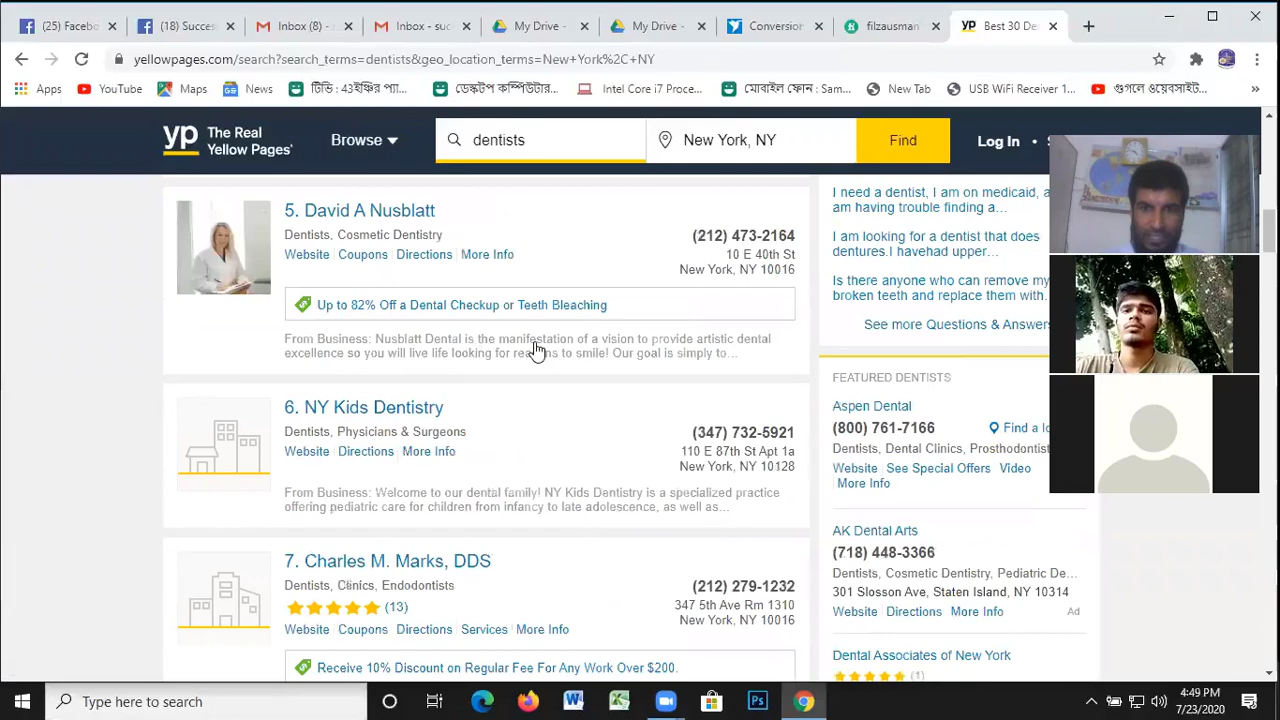 (25) Facebo
(18) Succes
Inbox (8) -
Inbox - suc
My Drive -
My Drive -
Conversion
filzausman
yp Best 30 De
yellowpages.com/search?search_terms=dentists&geo_location_terms=New+York%2C+NY
Apps
YouTube
Maps
News
টিভি : 43ইঞ্চির প্যা...
ডেস্কটপ কম্পিউটার...
Intel Core i7 Proce...
মোবাইল ফোন : Sam...
New Tab
USB WiFi Receiver 1...
গুগলে ওয়েবসাইট...
»
yp The Real
Yellow Pages
Browse
dentists
New York, NY
Find
Log In
5. David A Nusblatt
Dentists, Cosmetic Dentistry
Website Coupons Directions More Info
(212) 473-2164
10 E 40th St
New York, NY 10016
Up to 82% Off a Dental Checkup or Teeth Bleaching
From Business: Nusblatt Dental is the manifestation of a vision to provide artistic dental
excellence so you will live life looking for reasons to smile! Our goal is simply to...
6. NY Kids Dentistry
Dentists, Physicians & Surgeons
Website Directions More Info
(347) 732-5921
110 E 87th St Apt 1a
New York, NY 10128
From Business: Welcome to our dental family! NY Kids Dentistry is a specialized practice
offering pediatric care for children from infancy to late adolescence, as well as...
7. Charles M. Marks, DDS
Dentists, Clinics, Endodontists
(13)
Website Coupons Directions Services More Info
(212) 279-1232
347 5th Ave Rm 1310
New York, NY 10016
Receive 10% Discount on Regular Fee For Any Work Over $200.
I need a dentist, I am on medicaid, a
am having trouble finding a...
I am looking for a dentist that does
dentures.I havehad upper...
Is there anyone who can remove my
broken teeth and replace them with.
See more Questions & Answers
FEATURED DENTISTS
Aspen Dental
(800) 761-7166
Find a lo
Dentists, Dental Clinics, Prosthodontist
Website See Special Offers Video
More Info
AK Dental Arts
(718) 448-3366
Dentists, Cosmetic Dentistry, Pediatric De...
301 Slosson Ave, Staten Island, NY 10314
Website Directions More Info
Ad
Dental Associates of New York
(1)
Type here to search
4:49 PM
7/23/2020